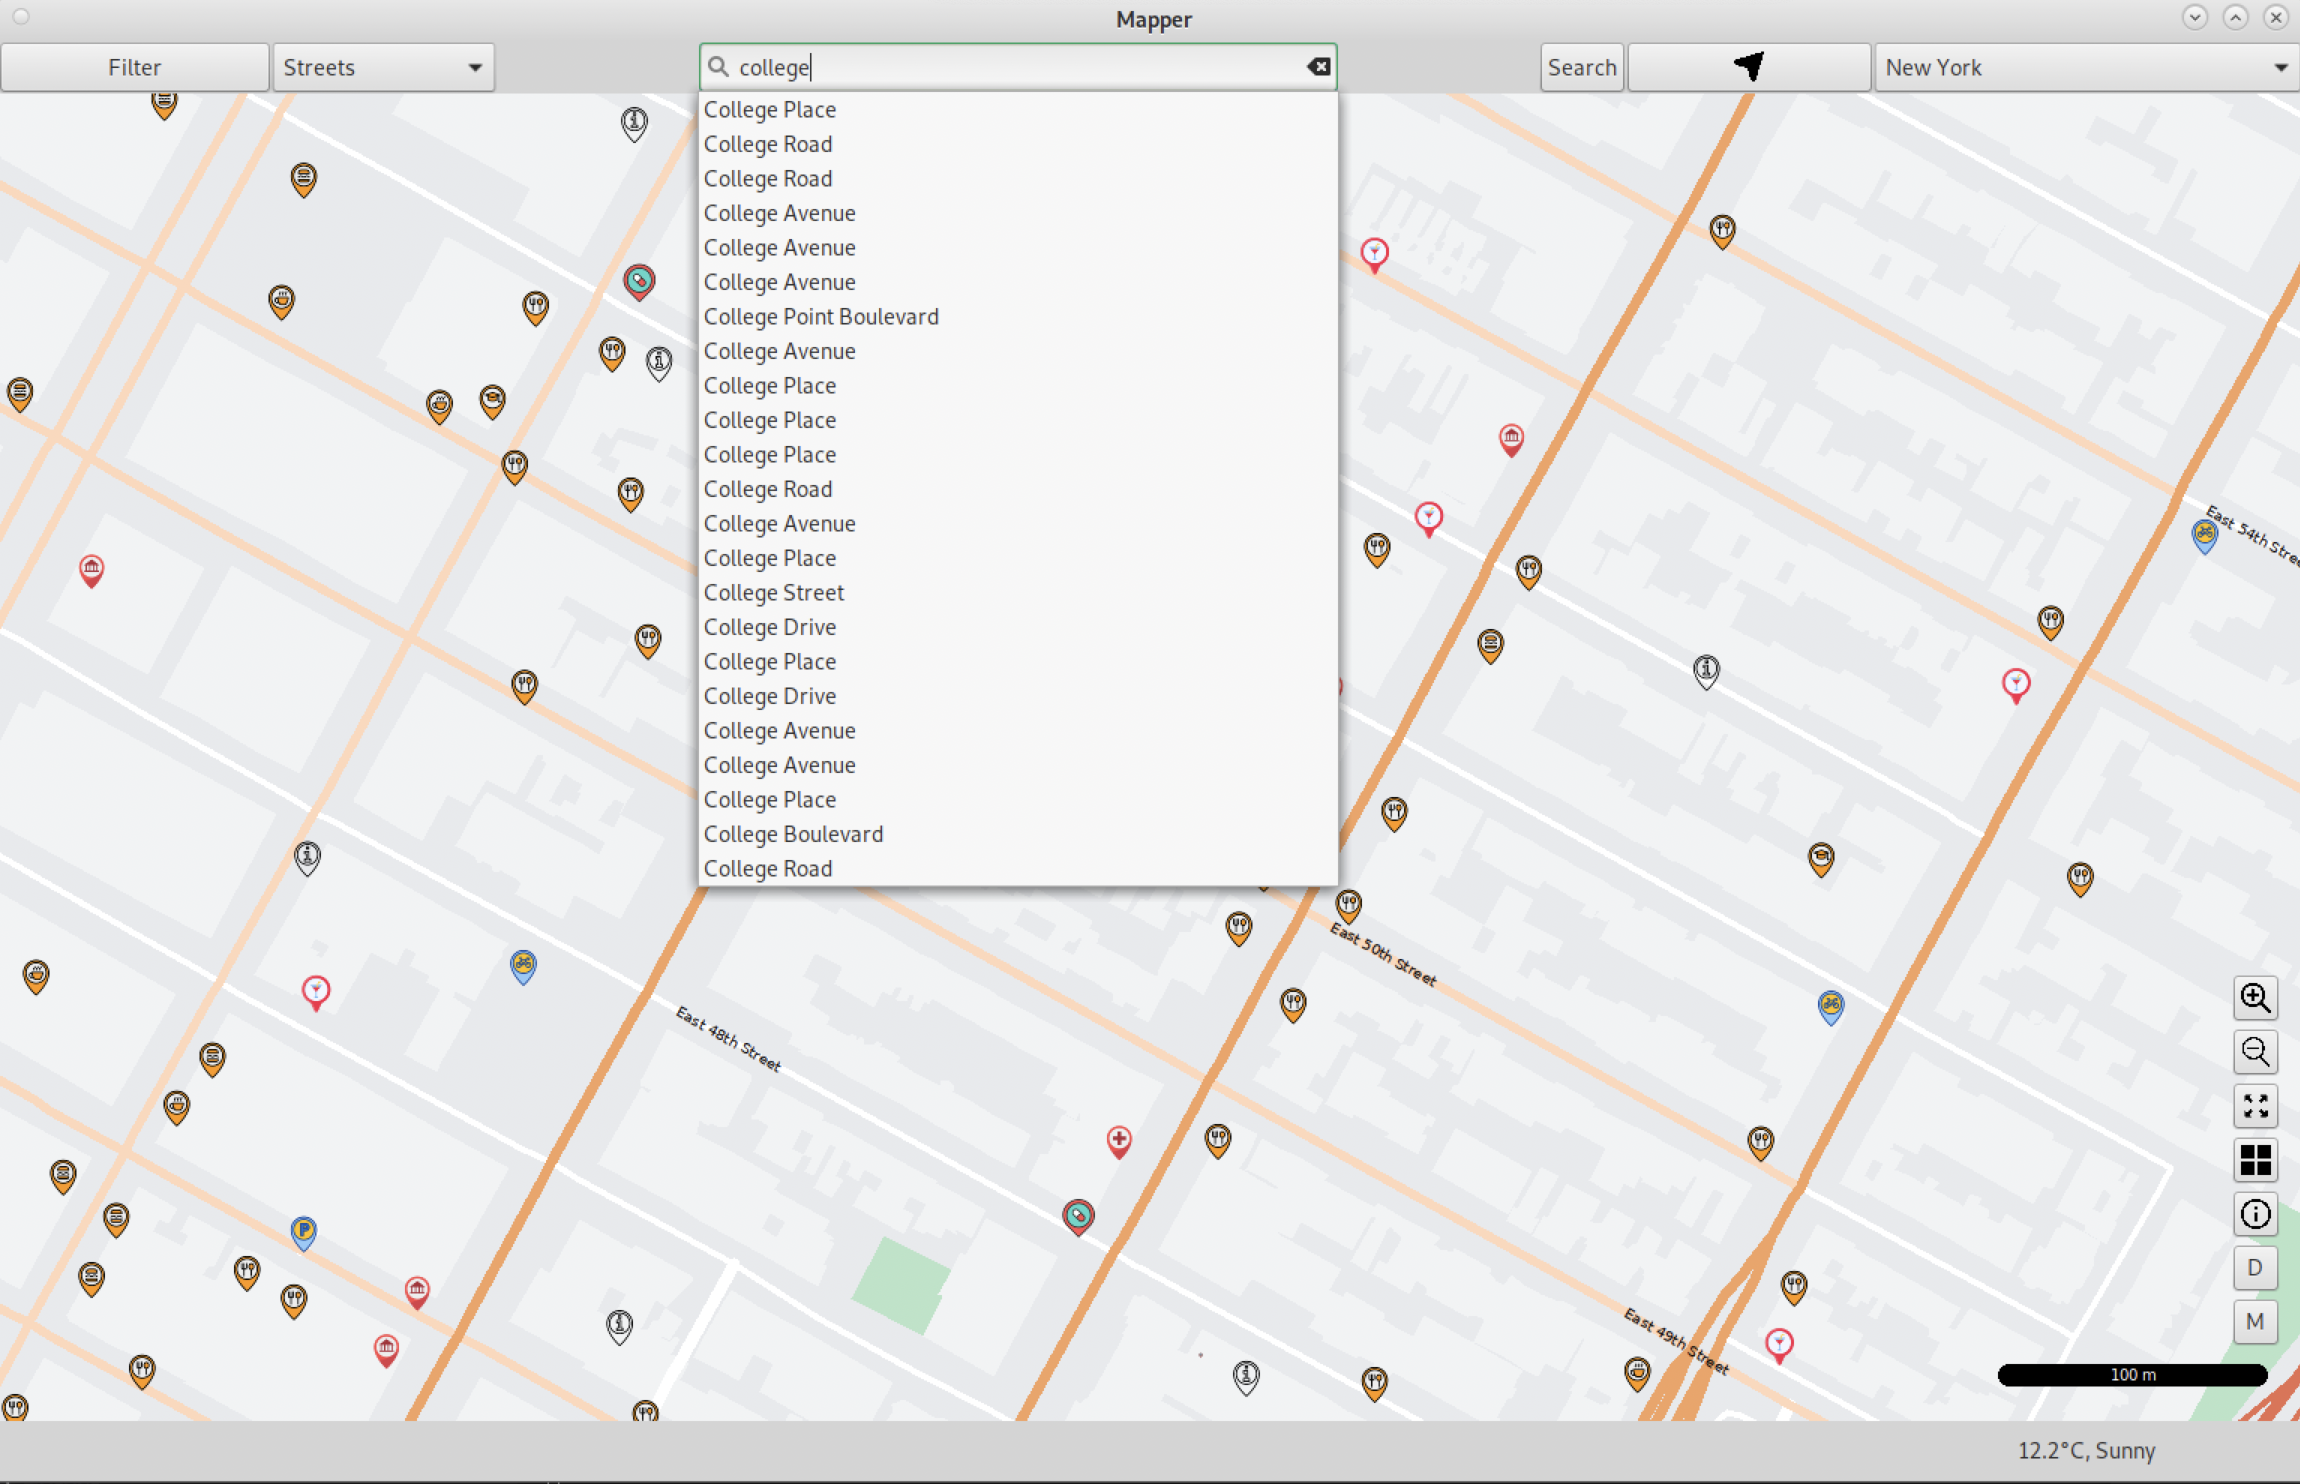 Mapper
Filter
Streets
college
Search
New York
College Place
College Road
College Road
College Avenue
College Avenue
College Avenue
College Point Boulevard
College Avenue
College Place
College Place
College Place
College Road
College Avenue
College Place
College Street
College Drive
College Place
College Drive
College Avenue
College Avenue
College Place
College Boulevard
College Road
East 54th Stree
East 50th Street
East 48th Street
P
D
East 49th Street
M
100 m
12.2°C, Sunny